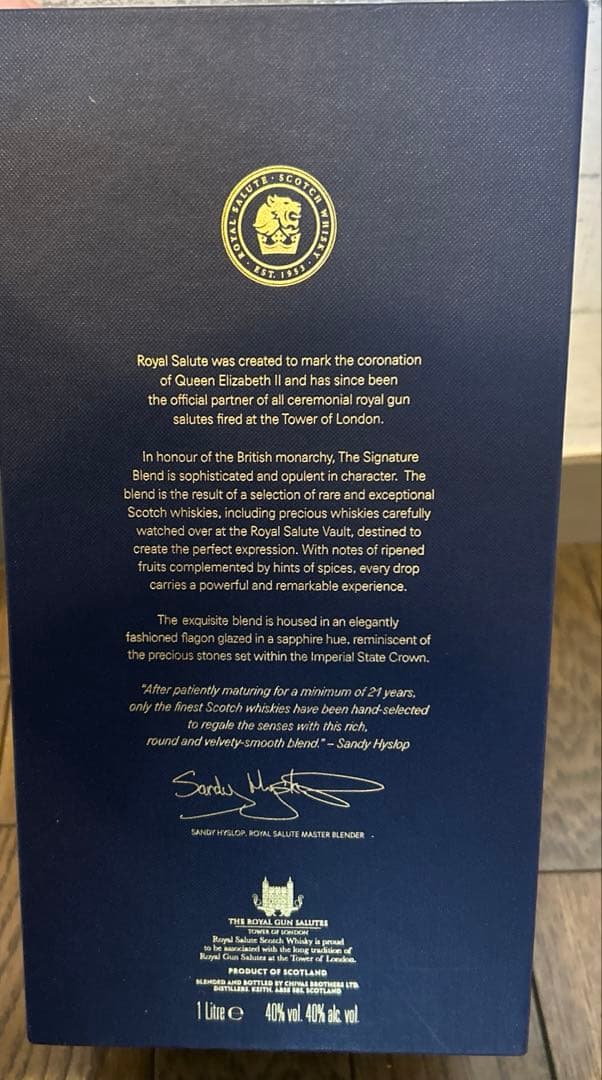 ROYAL SALUTE · SCOTCH WHISKY
· EST. 1953 ·
Royal Salute was created to mark the coronation
of Queen Elizabeth II and has since been
the official partner of all ceremonial royal gun
salutes fired at the Tower of London.
In honour of the British monarchy, The Signature
Blend is sophisticated and opulent in character. The
blend is the result of a selection of rare and exceptional
Scotch whiskies, including precious whiskies carefully
watched over at the Royal Salute Vault, destined to
create the perfect expression. With notes of ripened
fruits complemented by hints of spices, every drop
carries a powerful and remarkable experience.
The exquisite blend is housed in an elegantly
fashioned flagon glazed in a sapphire hue, reminiscent of
the precious stones set within the Imperial State Crown.
"After patiently maturing for a minimum of 21 years,
only the finest Scotch whiskies have been hand-selected
to regale the senses with this rich,
round and velvety-smooth blend." – Sandy Hyslop
Sandy Hyslop
SANDY HYSLOP, ROYAL SALUTE MASTER BLENDER
THE ROYAL GUN SALUTES
TOWER OF LONDON
Royal Salute Scotch Whisky is proud
to be associated with the long tradition of
Royal Gun Salutes at the Tower of London.
PRODUCT OF SCOTLAND
BLENDED AND BOTTLED BY CHIVAS BROTHERS LTD.
DISTILLERS. KEITH. AB55 5BS. SCOTLAND
1 Litre e 40% vol. 40% alc. vol.